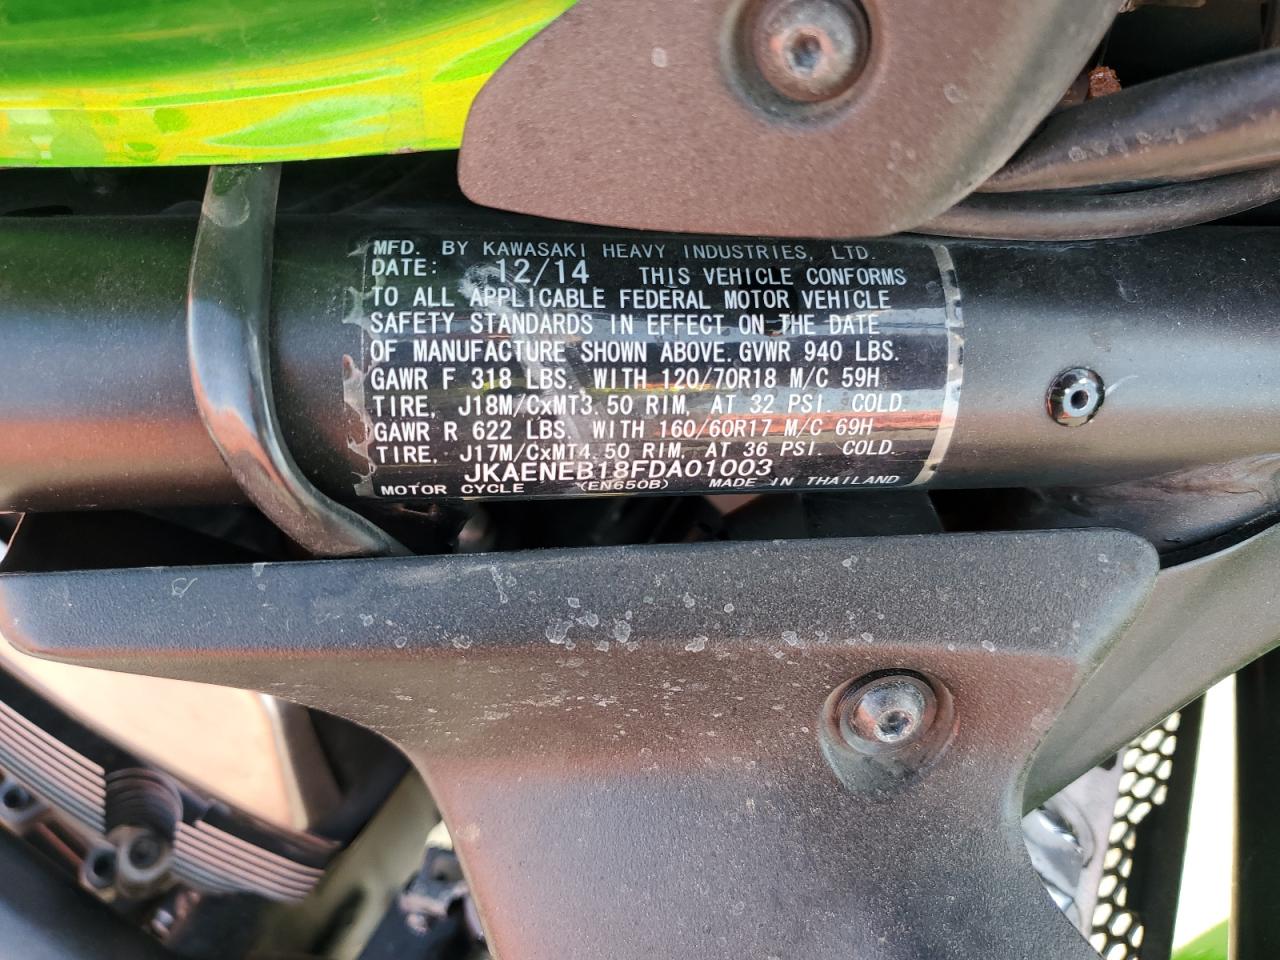 MFD. BY KAWASAKI HEAVY INDUSTRIES, LTD.
DATE: 12/14 THIS VEHICLE CONFORMS
TO ALL APPLICABLE FEDERAL MOTOR VEHICLE
SAFETY STANDARDS IN EFFECT ON THE DATE
OF MANUFACTURE SHOWN ABOVE. GVWR 940 LBS.
GAWR F 318 LBS. WITH 120/70R18 M/C 59H
TIRE, J18M/CxMT3.50 RIM, AT 32 PSI. COLD.
GAWR R 622 LBS. WITH 160/60R17 M/C 69H
TIRE, J17M/CxMT4.50 RIM, AT 36 PSI. COLD.
JKAENEB18FDA01003
MOTOR CYCLE (EN650B) MADE IN THAILAND